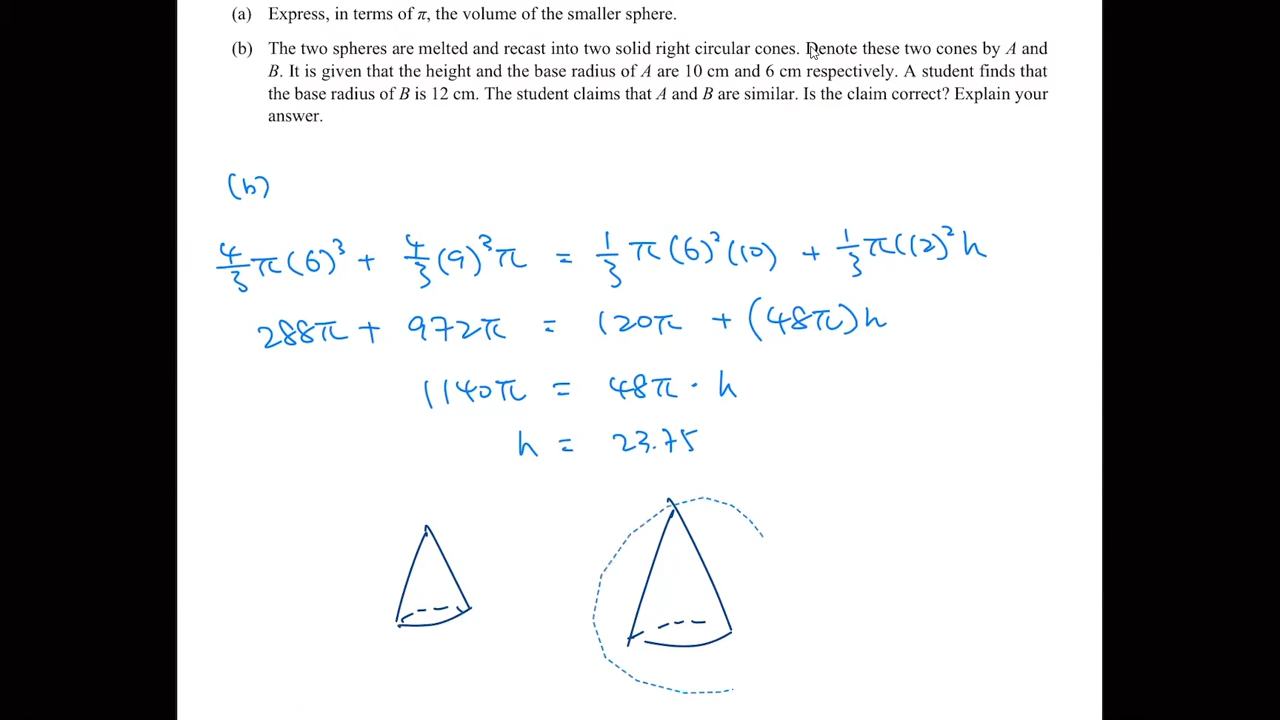 (a) Express, in terms of π, the volume of the smaller sphere.
(b) The two spheres are melted and recast into two solid right circular cones. Denote these two cones by A and
B. It is given that the height and the base radius of A are 10 cm and 6 cm respectively. A student finds that
the base radius of B is 12 cm. The student claims that A and B are similar. Is the claim correct? Explain your
answer.
(b)
4/3 π(6)³ + 4/3 (9)³π = 1/3 π(6)²(10) + 1/3 π(12)²h
288π + 972π = 120π + (48π)h
1140π = 48π · h
h = 23.75